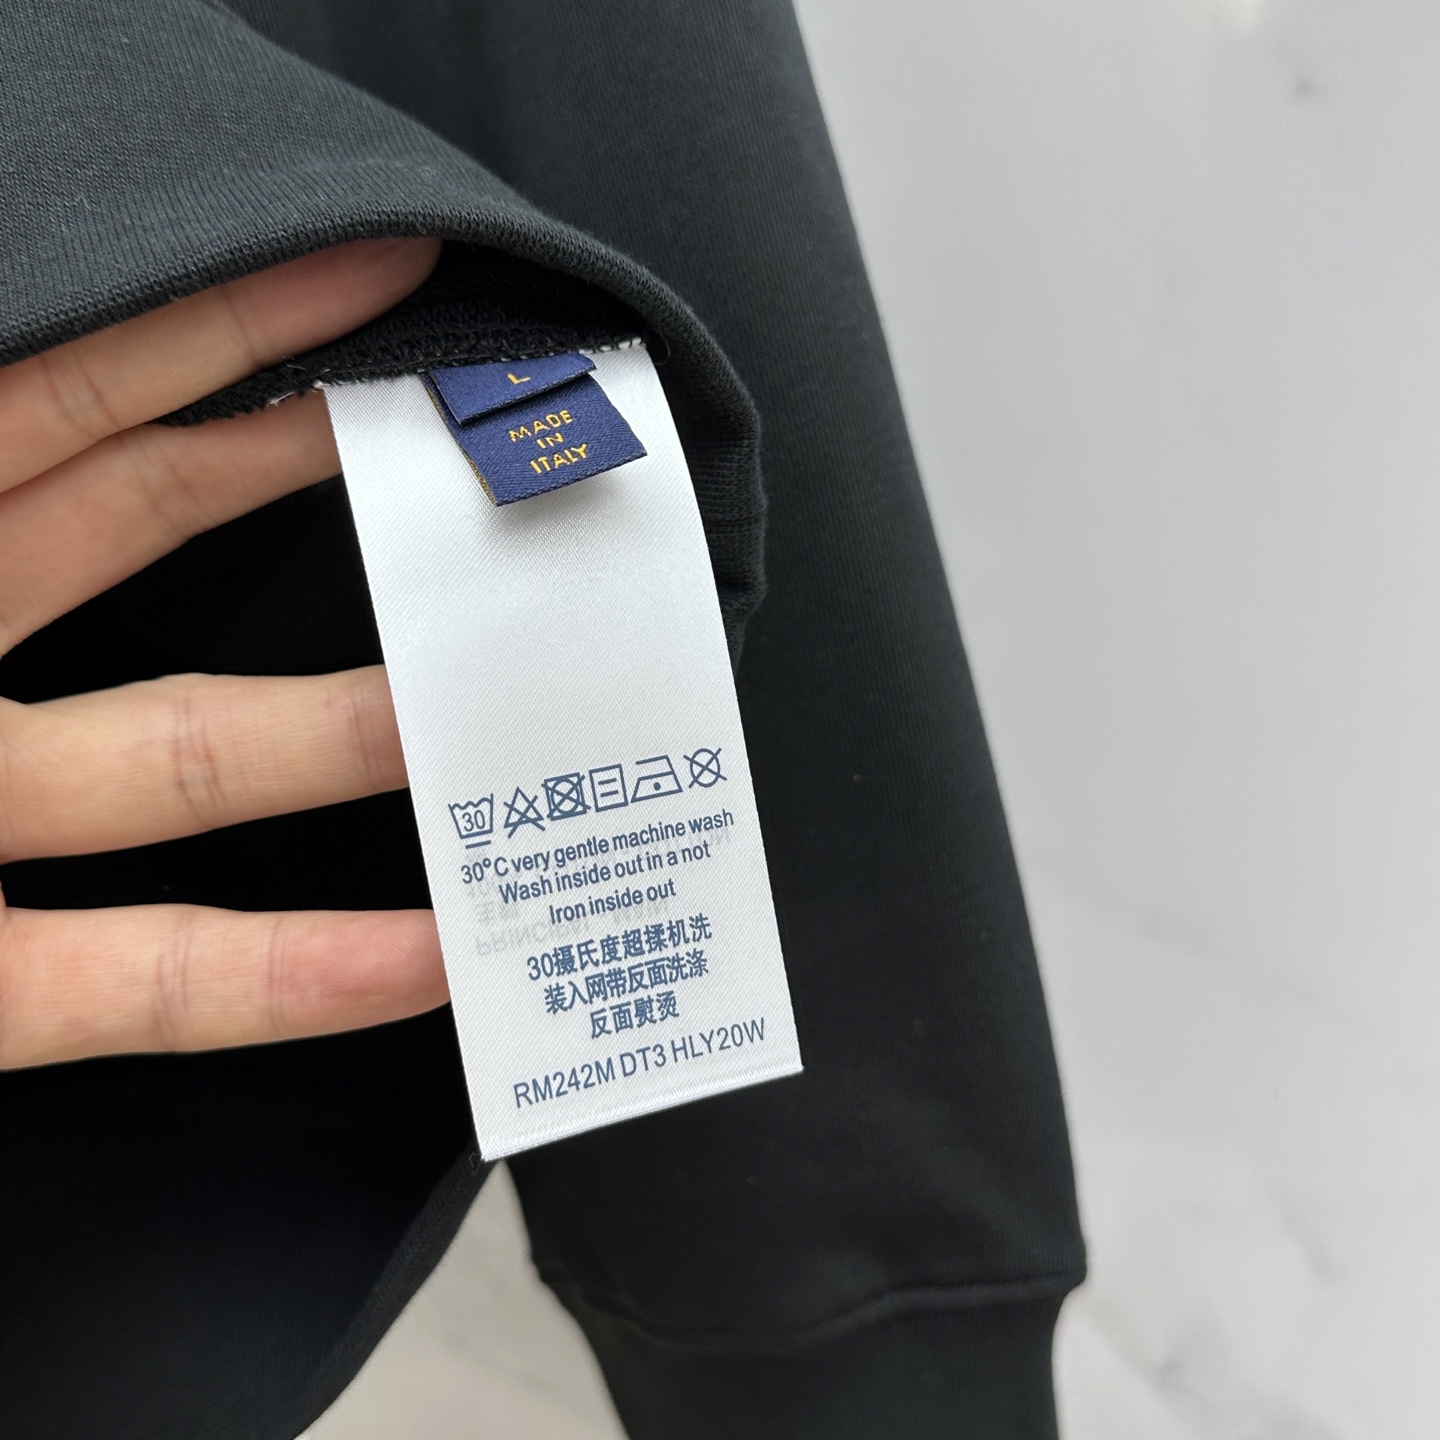 L
MADE
IN
ITALY
30
30°C very gentle machine wash
Wash inside out in a not
Iron inside out
30摄氏度超揉机洗
装入网带反面洗涤
反面熨烫
RM242M DT3 HLY20W